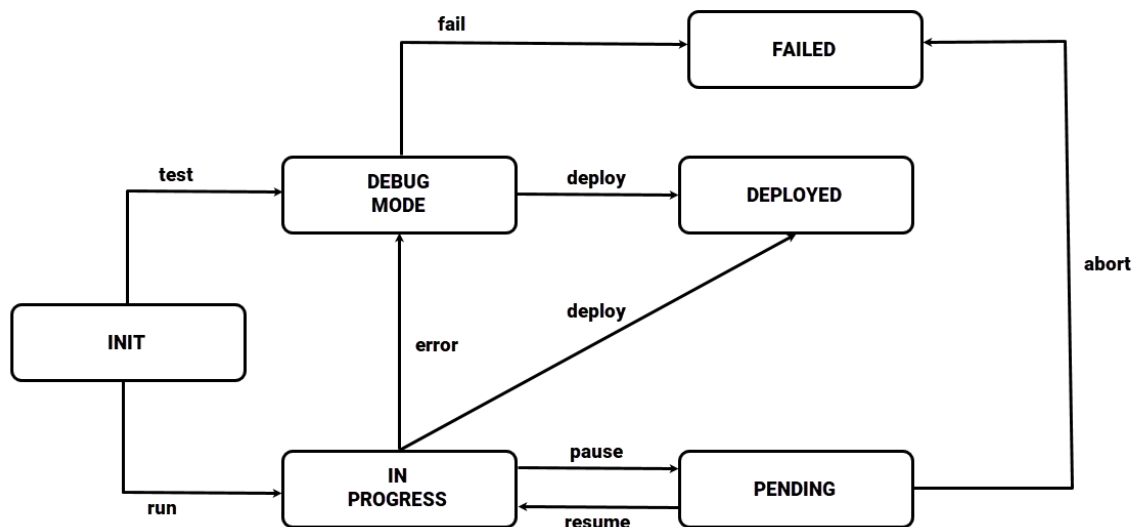 fail
FAILED
test
DEBUG
MODE
deploy
DEPLOYED
abort
deploy
INIT
error
pause
IN
PROGRESS
PENDING
run
resume